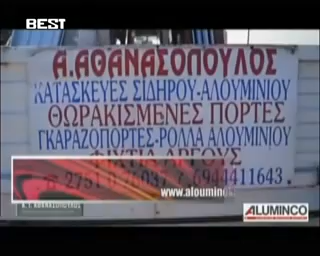 BEST
Α.ΑΘΑΝΑΣΟΠΟΥΛΟΣ
ΚΑΤΑΣΚΕΥΕΣ ΣΙΔΗΡΟΥ-ΑΛΟΥΜΙΝΙΟΥ
ΘΩΡΑΚΙΣΜΕΝΕΣ ΠΟΡΤΕΣ
ΓΚΑΡΑΖΟΠΟΡΤΕΣ-ΡΟΛΛΑ ΑΛΟΥΜΙΝΙΟΥ
ΦΙΧΤΙΑ ΑΡΓΟΥΣ
6944411643
ALUMINCO